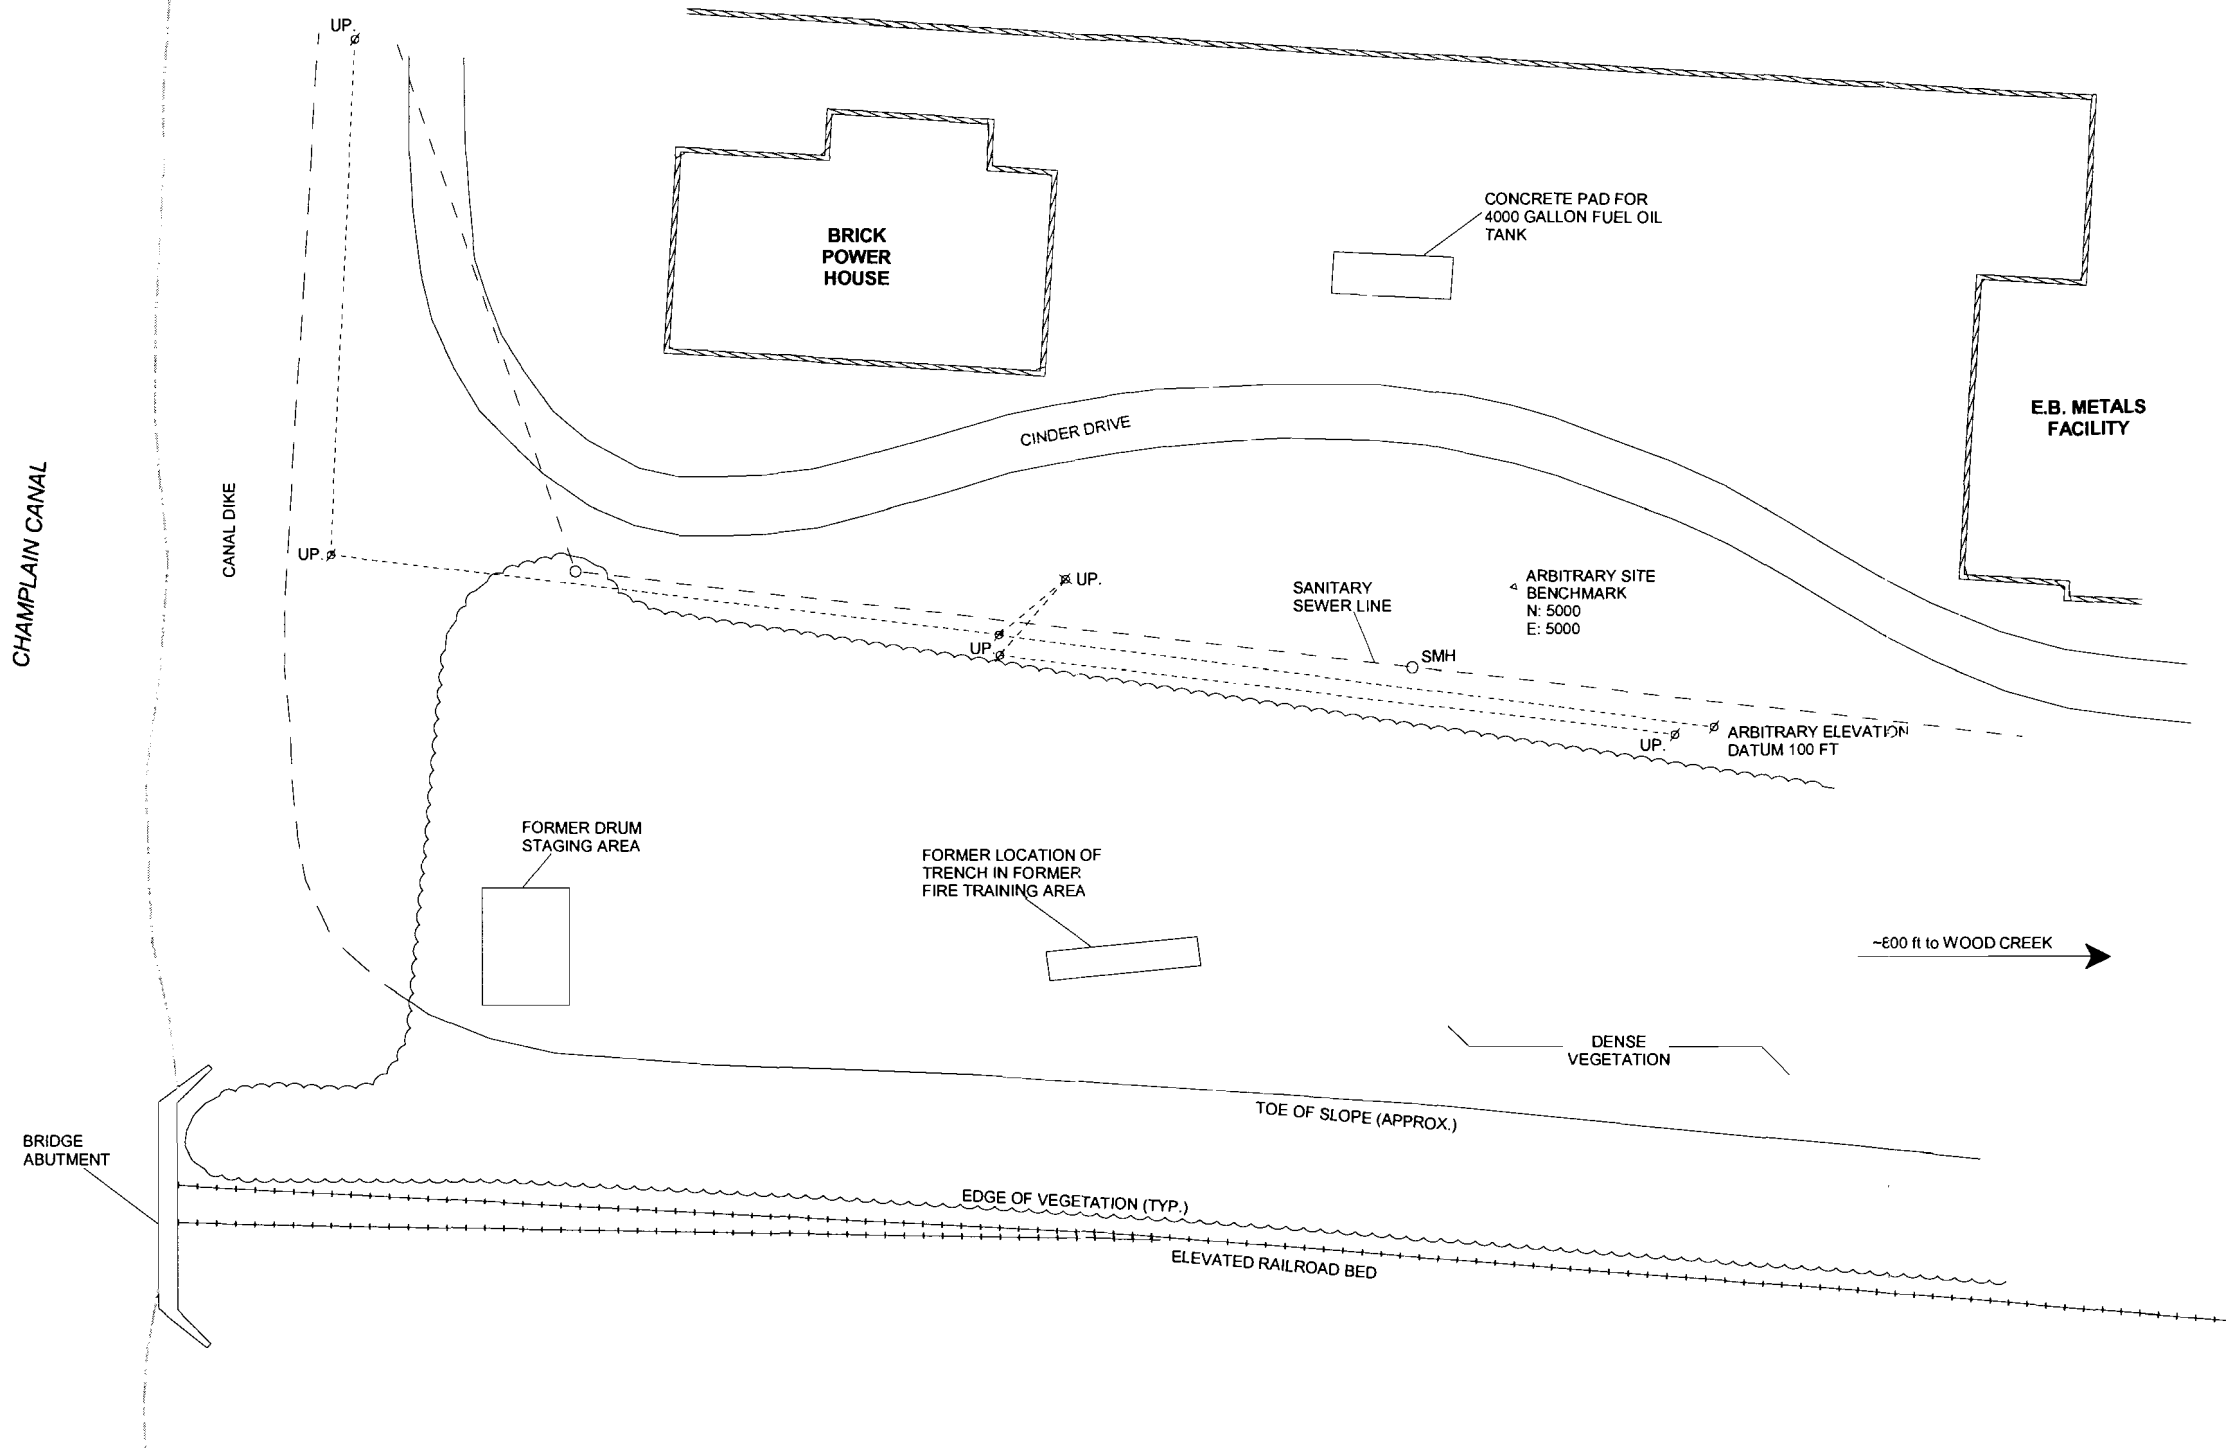 UP.
CONCRETE PAD FOR
4000 GALLON FUEL OIL
TANK
BRICK
POWER
HOUSE
E.B. METALS
FACILITY
CINDER DRIVE
CHAMPLAIN CANAL
CANAL DIKE
UP.
UP.
SANITARY
SEWER LINE
ARBITRARY SITE
BENCHMARK
N: 5000
E: 5000
UP.
SMH
ARBITRARY ELEVATION
DATUM 100 FT
UP.
FORMER DRUM
STAGING AREA
FORMER LOCATION OF
TRENCH IN FORMER
FIRE TRAINING AREA
~800 ft to WOOD CREEK
DENSE
VEGETATION
TOE OF SLOPE (APPROX.)
BRIDGE
ABUTMENT
EDGE OF VEGETATION (TYP.)
ELEVATED RAILROAD BED